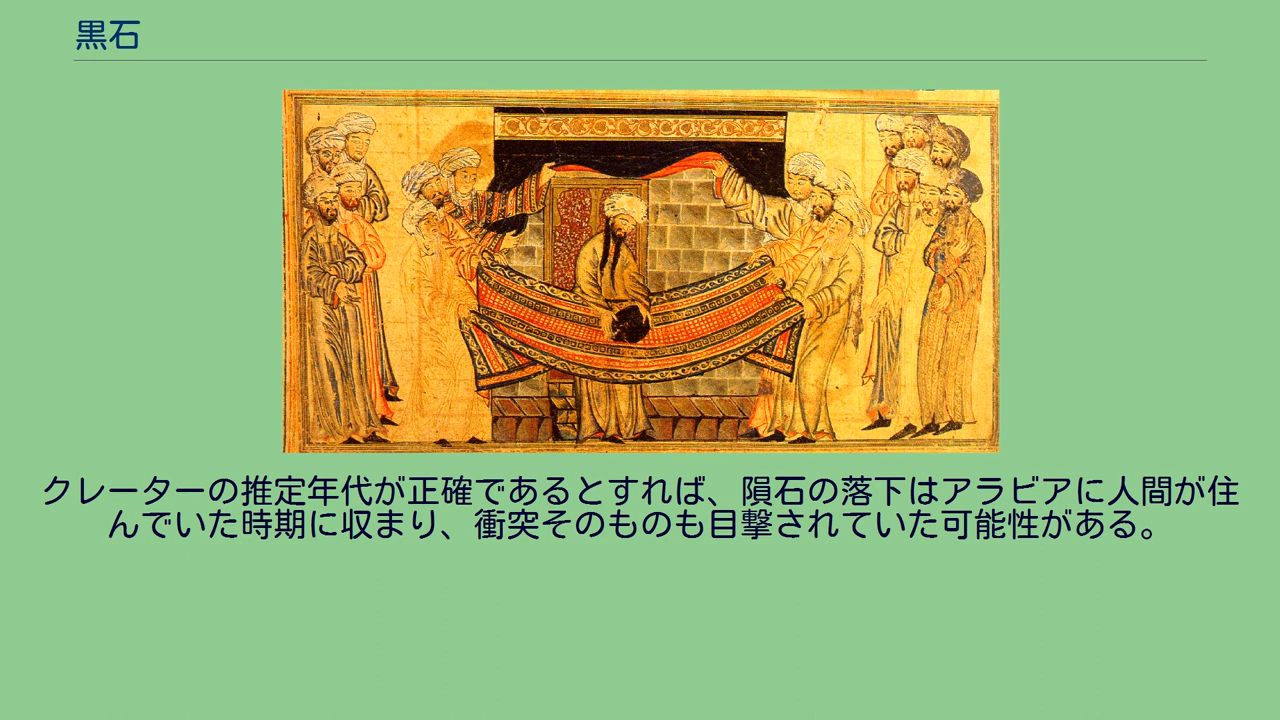 黒石
クレーターの推定年代が正確であるとすれば、隕石の落下はアラビアに人間が住
んでいた時期に収まり、衝突そのものも目撃されていた可能性がある。